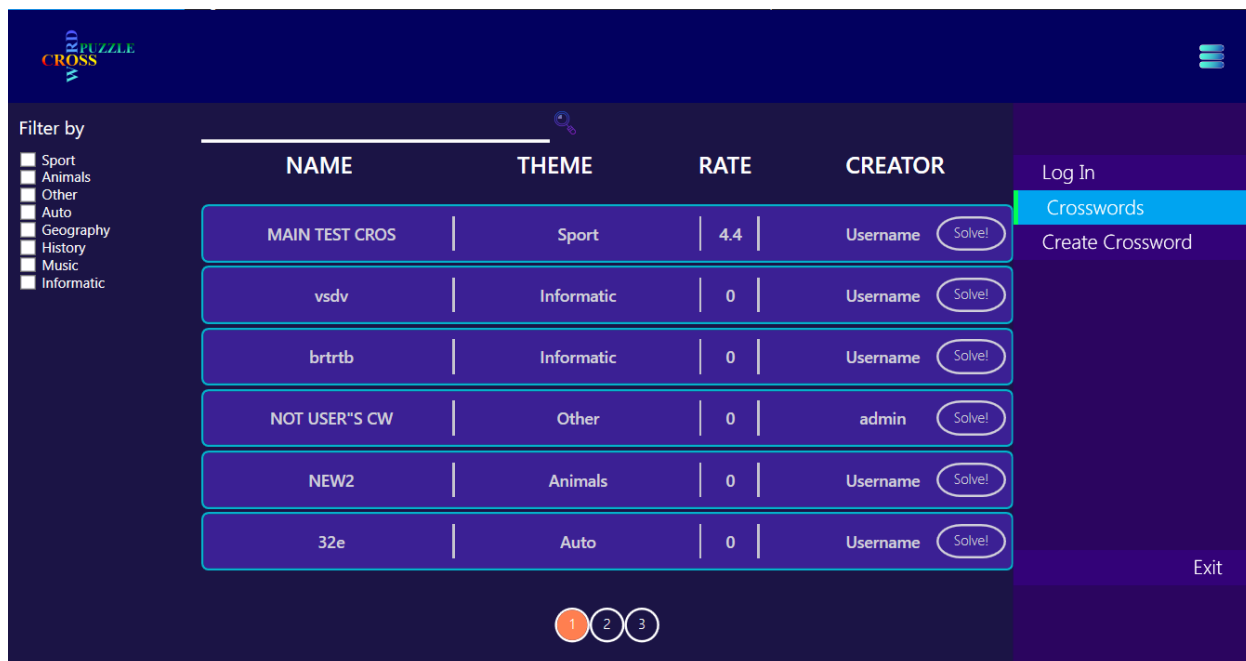 CROSS WORD PUZZLE
Filter by
Sport
Animals
Other
Auto
Geography
History
Music
Informatic
NAME THEME RATE CREATOR
MAIN TEST CROS Sport 4.4 Username Solve!
vsdv Informatic 0 Username Solve!
brtrtb Informatic 0 Username Solve!
NOT USER"S CW Other 0 admin Solve!
NEW2 Animals 0 Username Solve!
32e Auto 0 Username Solve!
1 2 3
Log In
Crosswords
Create Crossword
Exit